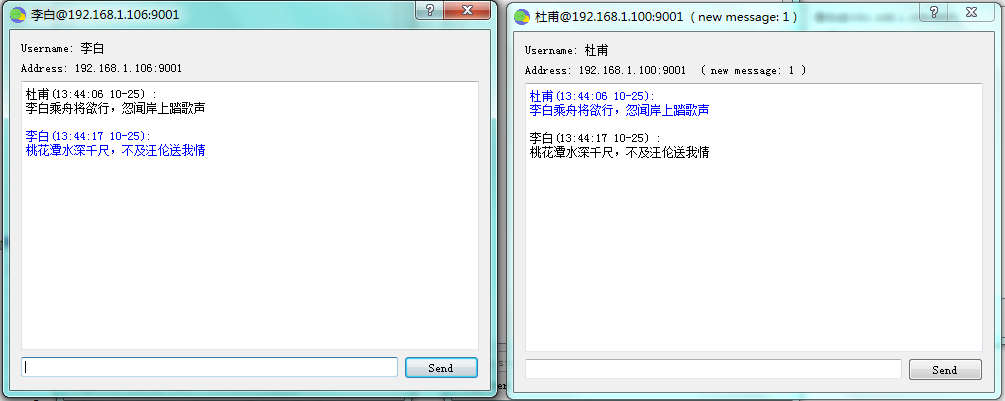 李白@192.168.1.106:9001
Username: 李白
Address: 192.168.1.106:9001
杜甫(13:44:06 10-25) :
李白乘舟将欲行，忽闻岸上踏歌声
李白(13:44:17 10-25):
桃花潭水深千尺，不及汪伦送我情
Send
杜甫@192.168.1.100:9001 ( new message: 1 )
Username: 杜甫
Address: 192.168.1.100:9001 ( new message: 1 )
杜甫(13:44:06 10-25):
李白乘舟将欲行，忽闻岸上踏歌声
李白(13:44:17 10-25) :
桃花潭水深千尺，不及汪伦送我情
Send